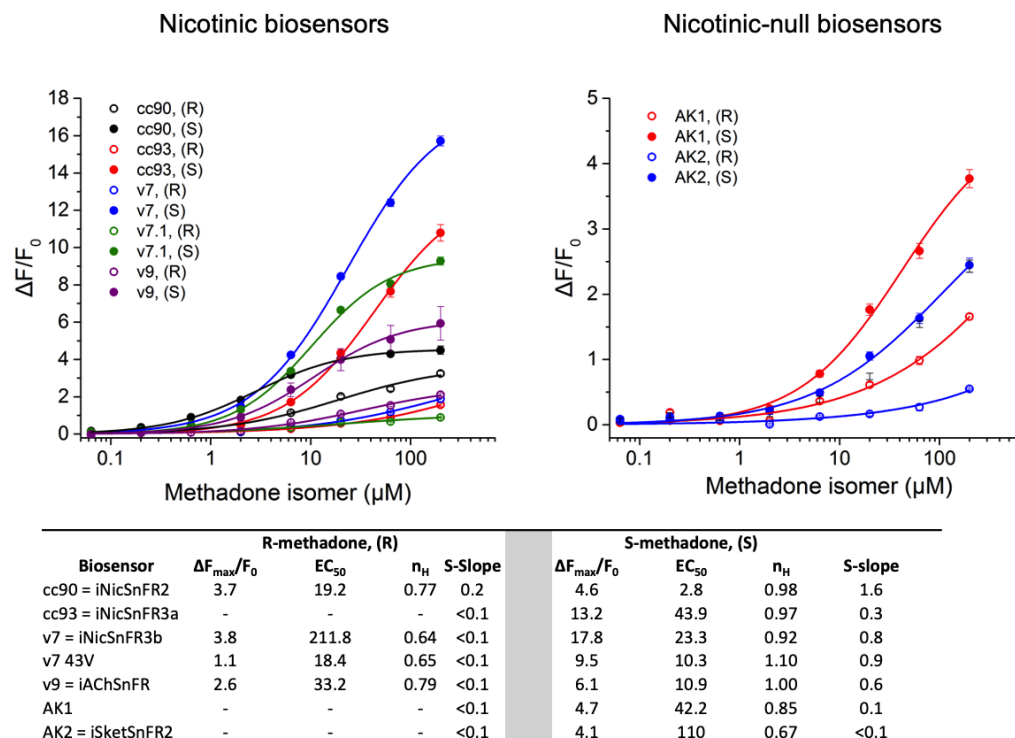 Nicotinic biosensors
Nicotinic-null biosensors
18
16
14
12
10
8
6
4
2
0
ΔF/F0
cc90, (R)
cc90, (S)
cc93, (R)
cc93, (S)
v7, (R)
v7, (S)
v7.1, (R)
v7.1, (S)
v9, (R)
v9, (S)
0.1 1 10 100
Methadone isomer (µM)
5
4
3
2
1
0
ΔF/F0
AK1, (R)
AK1, (S)
AK2, (R)
AK2, (S)
0.1 1 10 100
Methadone isomer (µM)
R-methadone, (R) S-methadone, (S)
Biosensor ΔFmax/F0 EC50 nH S-Slope ΔFmax/F0 EC50 nH S-slope
cc90 = iNicSnFR2 3.7 19.2 0.77 0.2 4.6 2.8 0.98 1.6
cc93 = iNicSnFR3a - - - <0.1 13.2 43.9 0.97 0.3
v7 = iNicSnFR3b 3.8 211.8 0.64 <0.1 17.8 23.3 0.92 0.8
v7 43V 1.1 18.4 0.65 <0.1 9.5 10.3 1.10 0.9
v9 = iAChSnFR 2.6 33.2 0.79 <0.1 6.1 10.9 1.00 0.6
AK1 - - - <0.1 4.7 42.2 0.85 0.1
AK2 = iSketSnFR2 - - - <0.1 4.1 110 0.67 <0.1